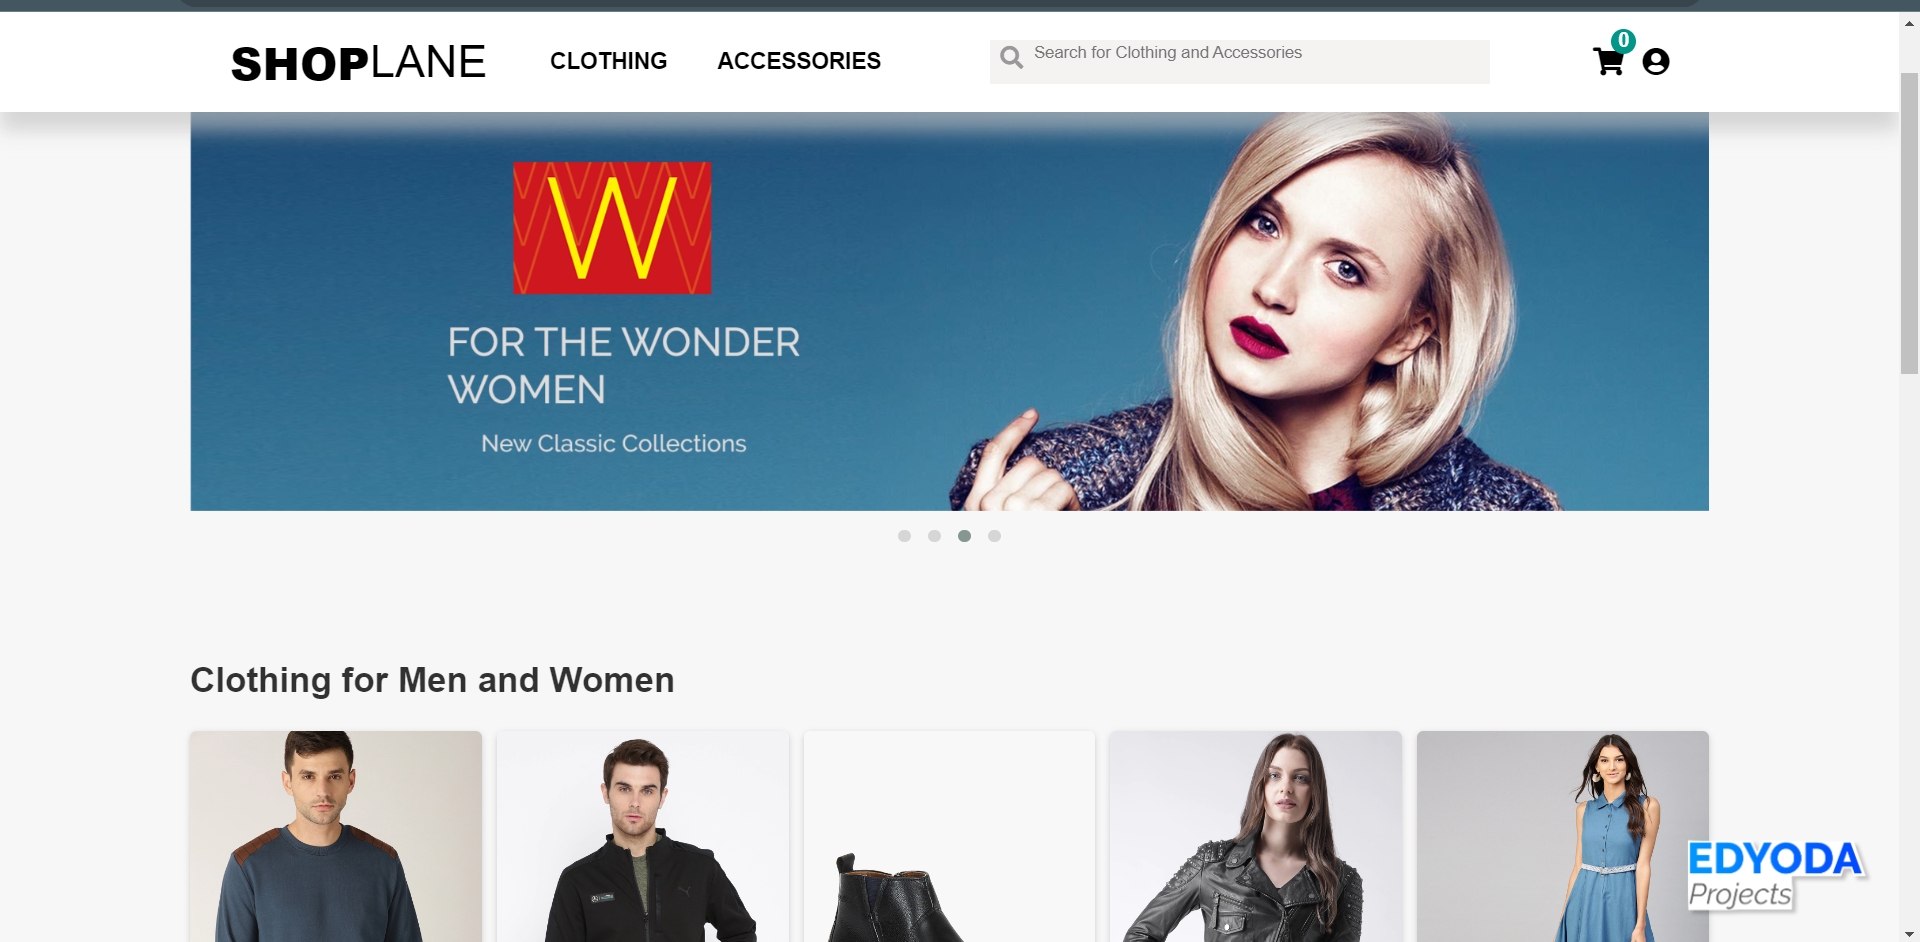 SHOPLANE
CLOTHING
ACCESSORIES
Search for Clothing and Accessories
0
W
FOR THE WONDER
WOMEN
New Classic Collections
Clothing for Men and Women
EDYODA
Projects